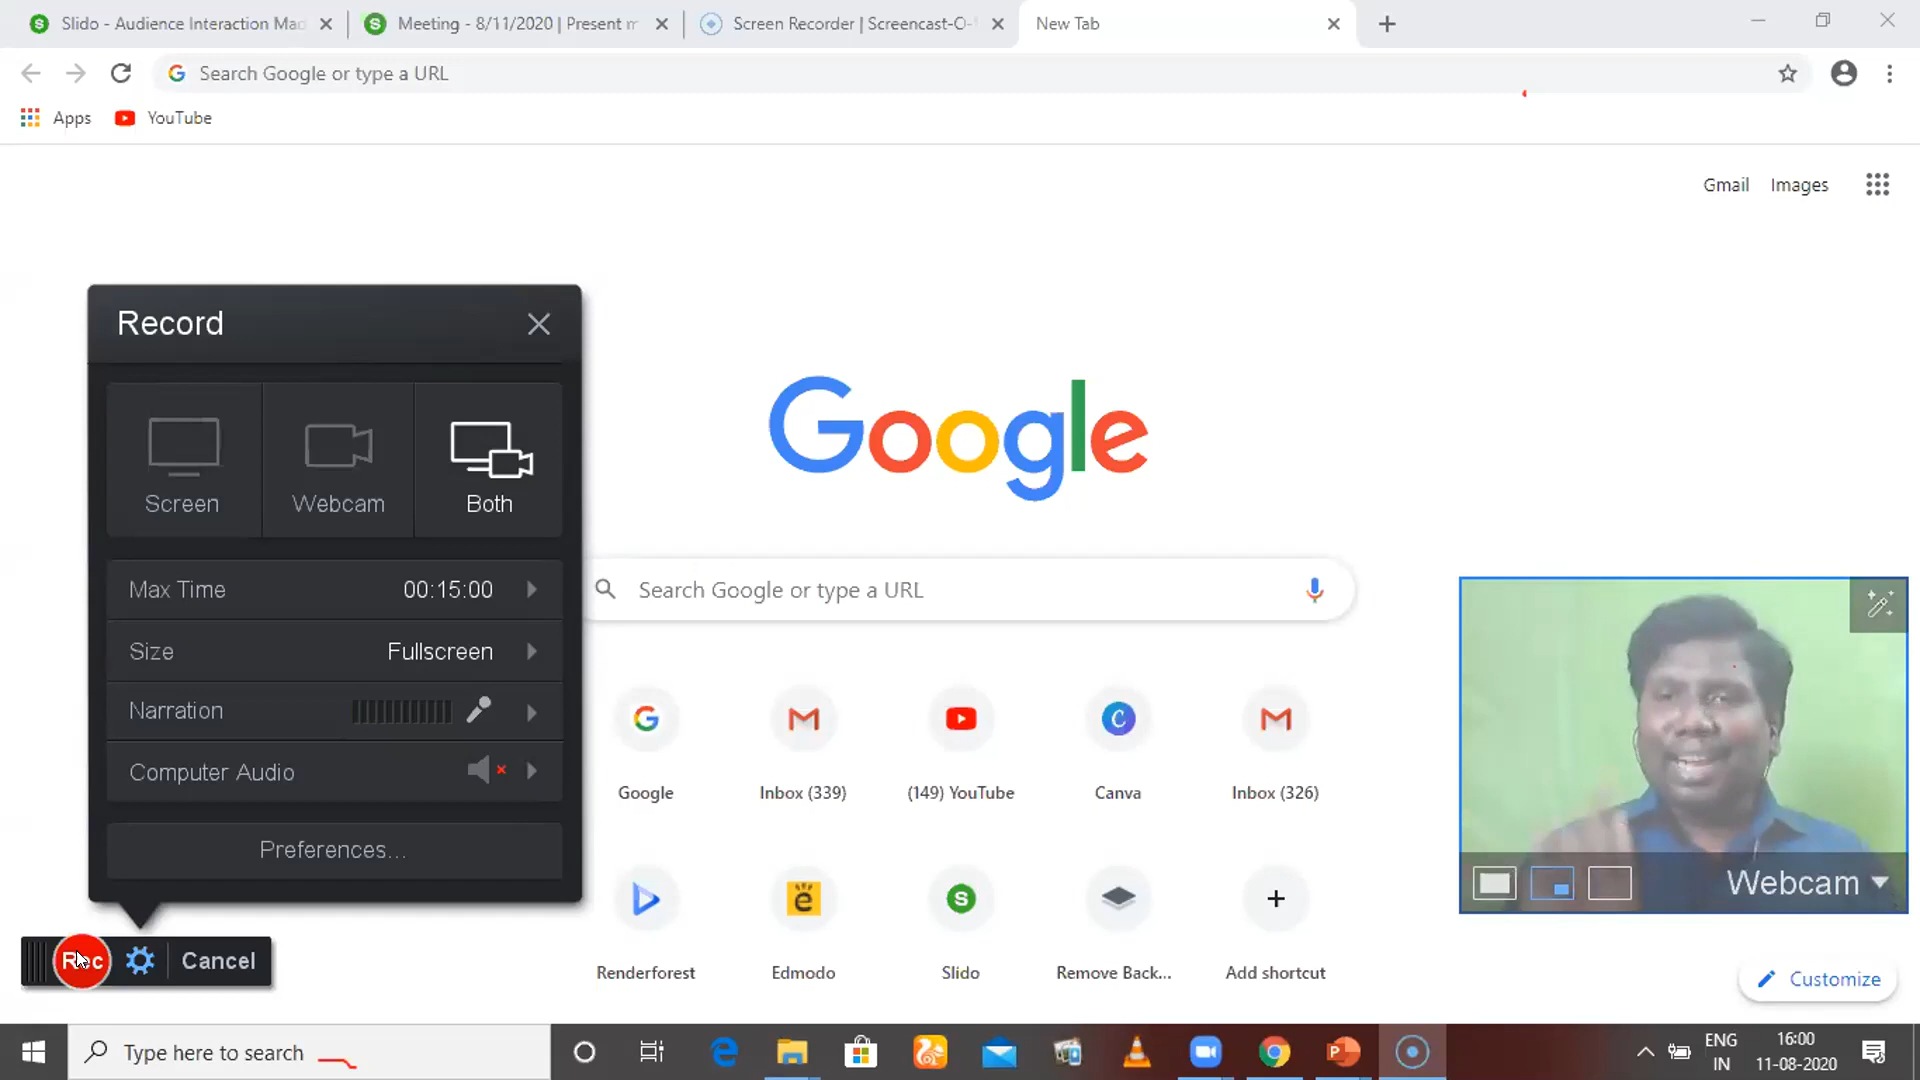 Slido - Audience Interaction Mad
Meeting - 8/11/2020 | Present m
Screen Recorder | Screencast-O-
New Tab
Search Google or type a URL
Apps
YouTube
Gmail
Images
Record
Screen
Webcam
Both
Max Time 00:15:00
Size Fullscreen
Narration
Computer Audio
Preferences...
Rec
Cancel
Google
Search Google or type a URL
Google
Inbox (339)
(149) YouTube
Canva
Inbox (326)
Renderforest
Edmodo
Slido
Remove Back...
Add shortcut
Webcam
Customize
Type here to search
ENG
IN
16:00
11-08-2020